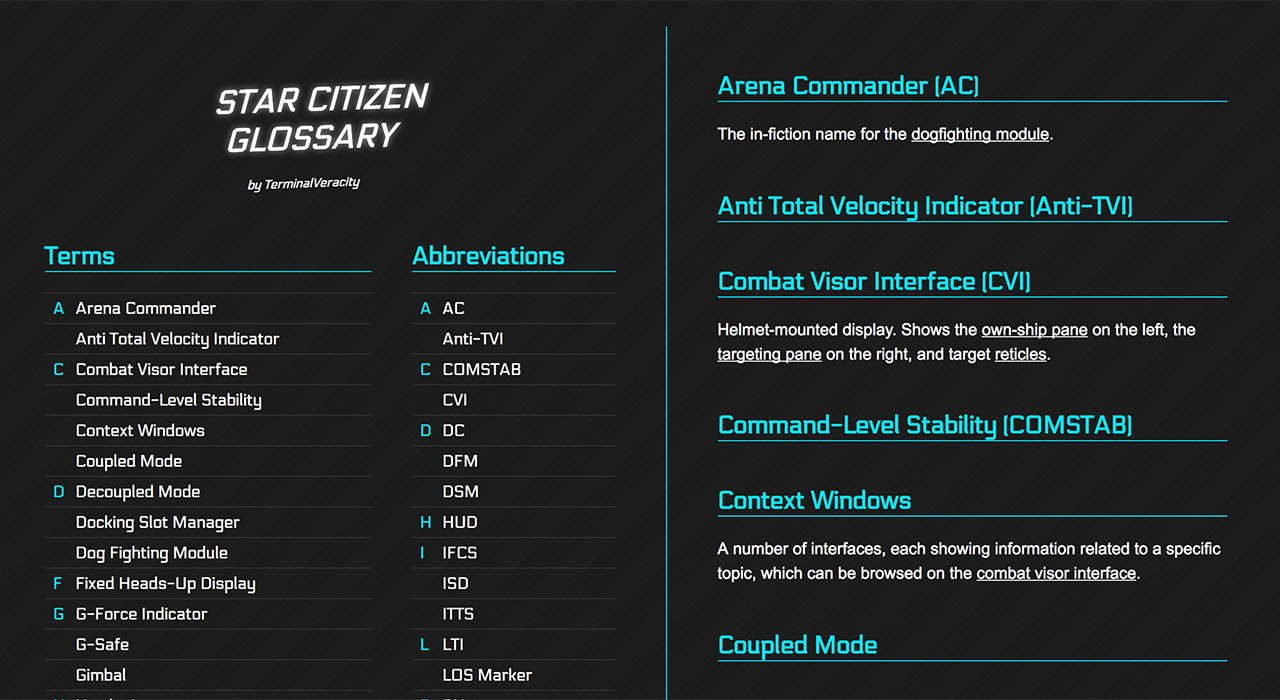 STAR CITIZEN
GLOSSARY
by TerminalVeracity
Terms
A Arena Commander
Anti Total Velocity Indicator
C Combat Visor Interface
Command-Level Stability
Context Windows
Coupled Mode
D Decoupled Mode
Docking Slot Manager
Dog Fighting Module
F Fixed Heads-Up Display
G G-Force Indicator
G-Safe
Gimbal
Abbreviations
A AC
Anti-TVI
C COMSTAB
CVI
D DC
DFM
DSM
H HUD
I IFCS
ISD
ITTS
L LTI
LOS Marker
Arena Commander (AC)
The in-fiction name for the dogfighting module.
Anti Total Velocity Indicator (Anti-TVI)
Combat Visor Interface (CVI)
Helmet-mounted display. Shows the own-ship pane on the left, the
targeting pane on the right, and target reticles.
Command-Level Stability (COMSTAB)
Context Windows
A number of interfaces, each showing information related to a specific
topic, which can be browsed on the combat visor interface.
Coupled Mode